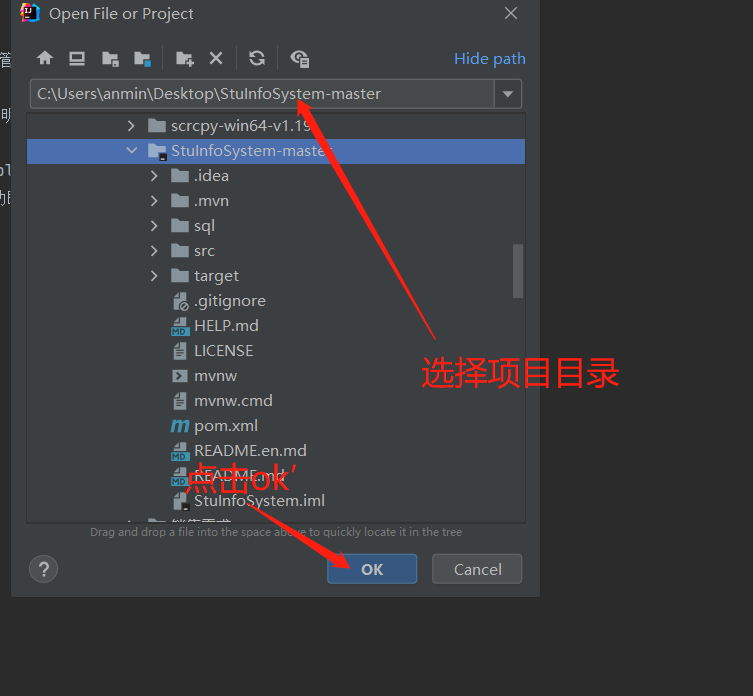 Open File or Project
Hide path
C:\Users\anmin\Desktop\StuInfoSystem-master
scrcpy-win64-v1.19
StuInfoSystem-master
.idea
.mvn
sql
src
target
.gitignore
HELP.md
LICENSE
选择项目目录
mvnw
mvnw.cmd
pom.xml
README.en.md
README.md
点击ok'
StuInfoSystem.iml
Drag and drop a file into the space above to quickly locate it in the tree
?
OK
Cancel